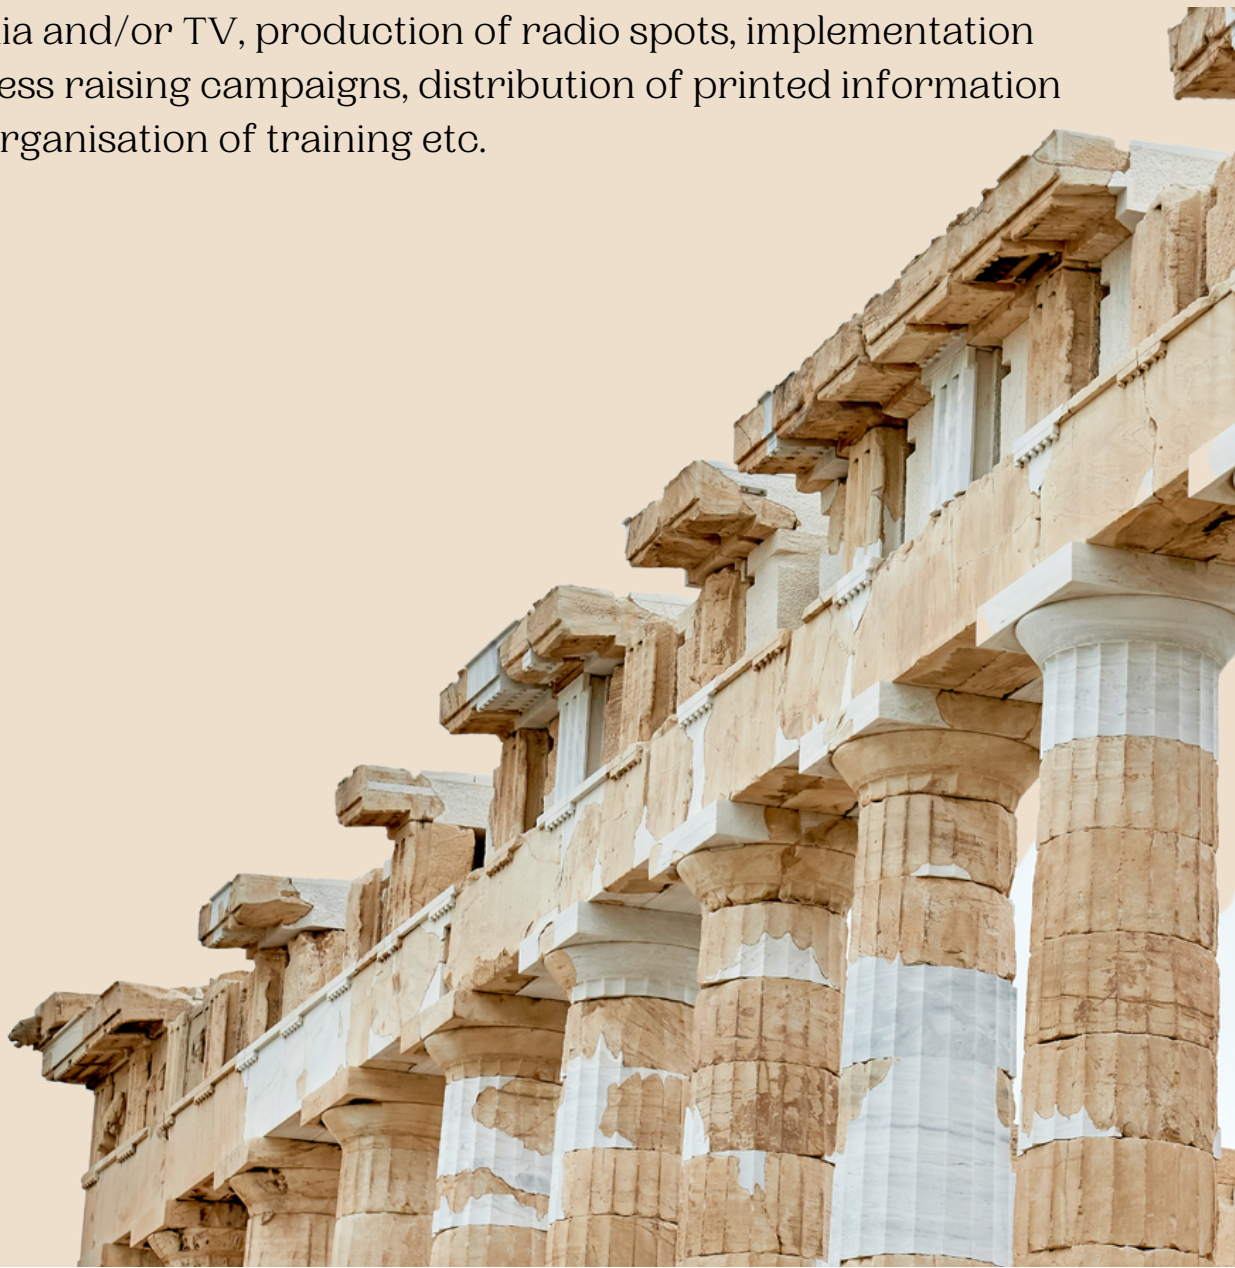 ia and/or TV, production of radio spots, implementation
ess raising campaigns, distribution of printed information
rganisation of training etc.